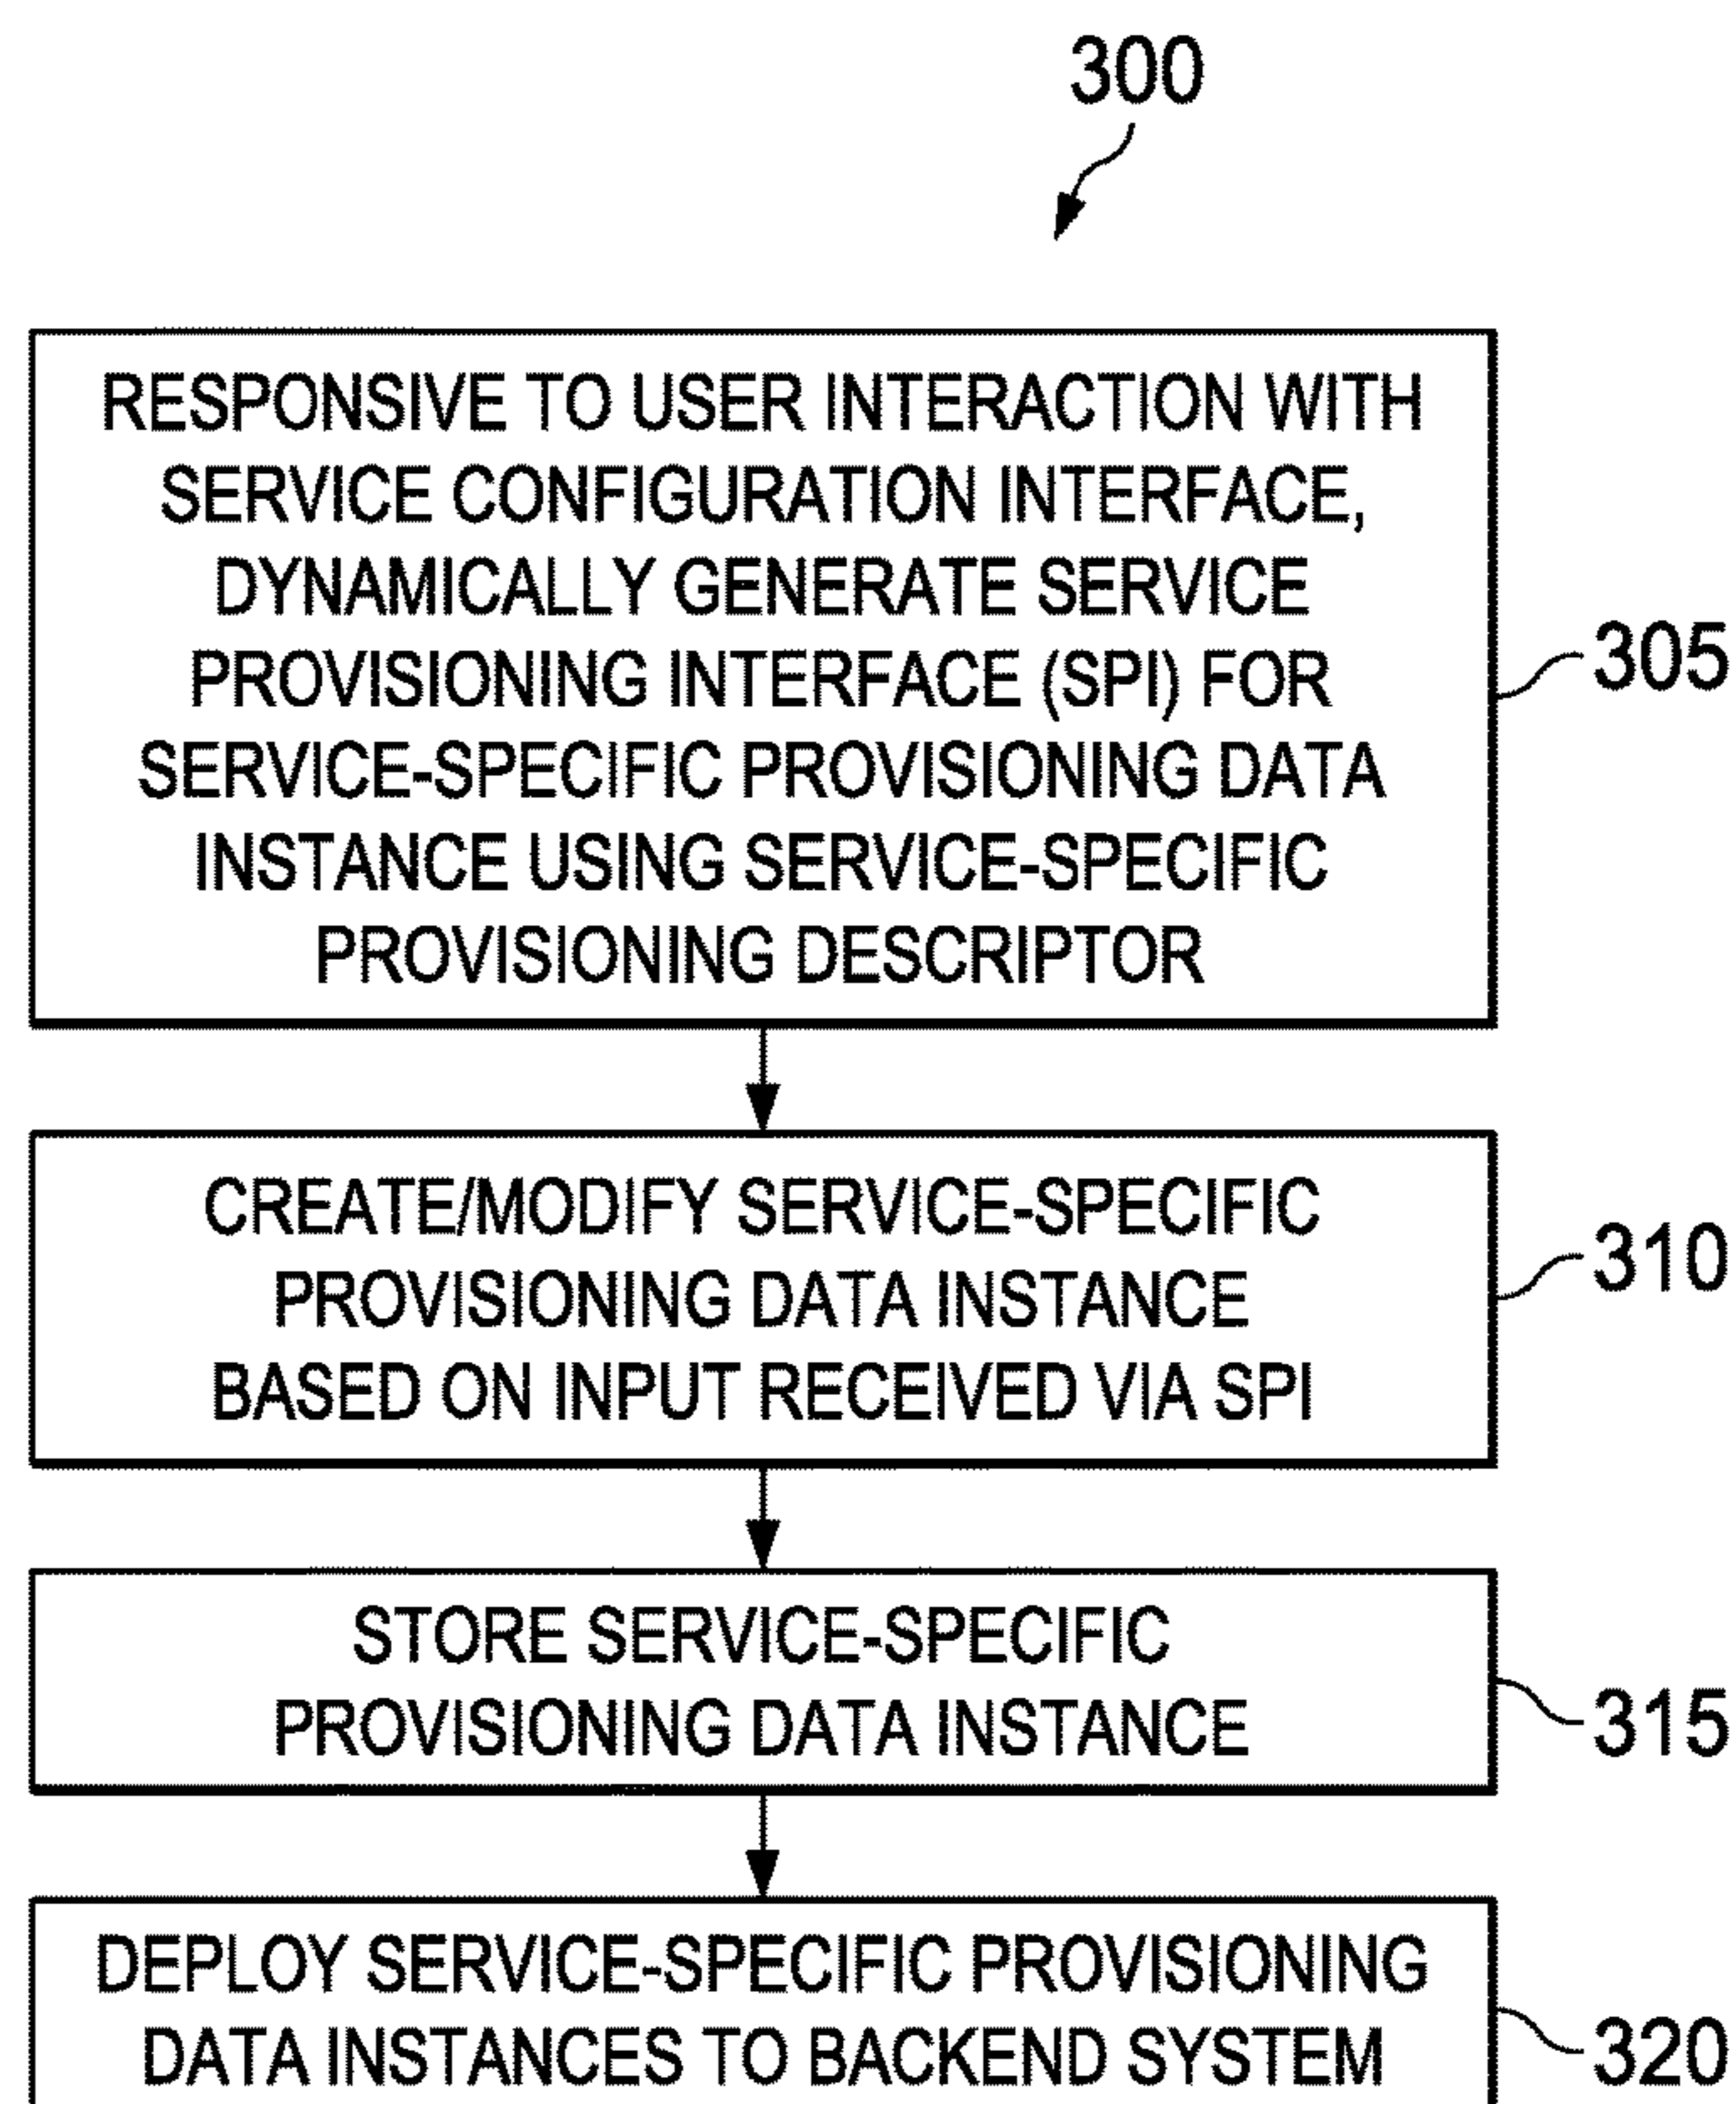 300
RESPONSIVE TO USER INTERACTION WITH
SERVICE CONFIGURATION INTERFACE,
DYNAMICALLY GENERATE SERVICE
PROVISIONING INTERFACE (SPI) FOR
SERVICE-SPECIFIC PROVISIONING DATA
INSTANCE USING SERVICE-SPECIFIC
PROVISIONING DESCRIPTOR
305
CREATE/MODIFY SERVICE-SPECIFIC
PROVISIONING DATA INSTANCE
BASED ON INPUT RECEIVED VIA SPI
310
STORE SERVICE-SPECIFIC
PROVISIONING DATA INSTANCE
315
DEPLOY SERVICE-SPECIFIC PROVISIONING
DATA INSTANCES TO BACKEND SYSTEM
320